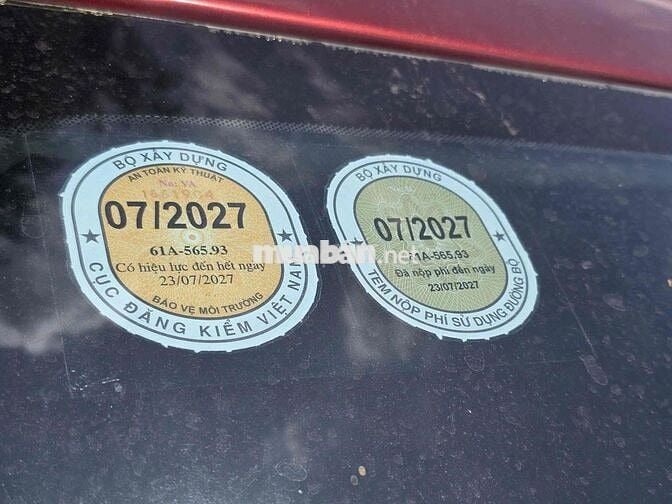 BỘ XÂY DỰNG
AN TOÀN KỸ THUẬT
No: VA
07/2027
61A-565.93
Có hiệu lực đến hết ngày
23/07/2027
BẢO VỆ MÔI TRƯỜNG
CỤC ĐĂNG KIỂM VIỆT NAM
BỘ XÂY DỰNG
07/2027
61A-565.93
Đã nộp phí đến ngày
23/07/2027
TEM NỘP PHÍ SỬ DỤNG ĐƯỜNG BỘ
muaban.net